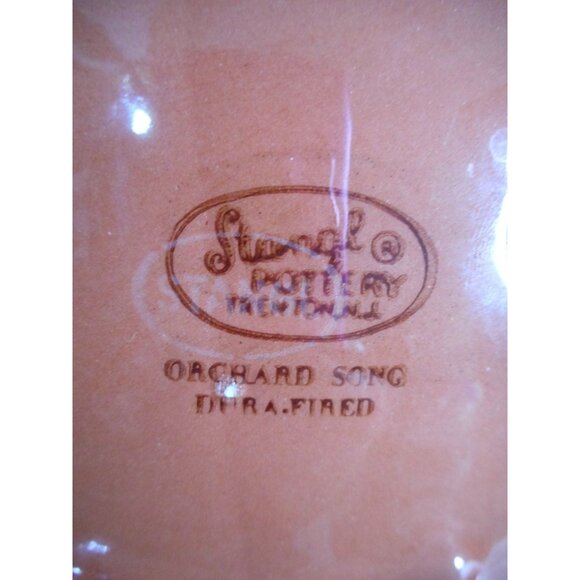 Stangl ®
POTTERY
TRENTON, N.J.
ORCHARD SONG
DURA-FIRED